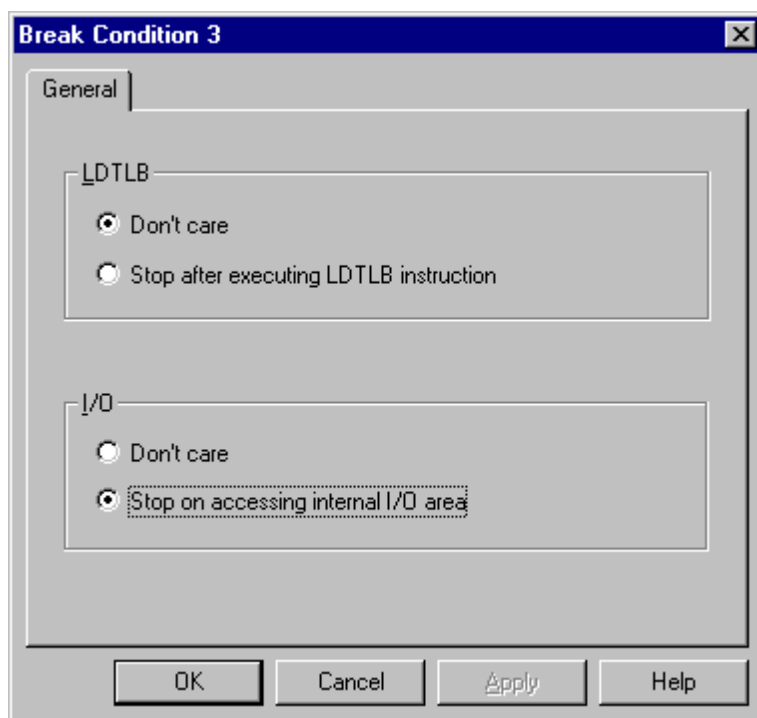 Break Condition 3
General
LDTLB
Don't care
Stop after executing LDTLB instruction
I/O
Don't care
Stop on accessing internal I/O area
OK Cancel Apply Help